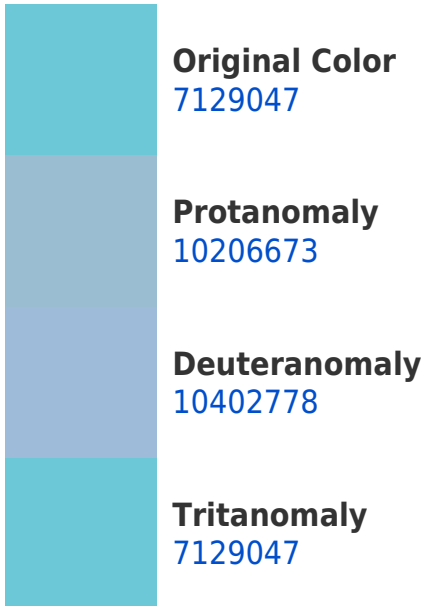 Original Color
7129047
Protanomaly
10206673
Deuteranomaly
10402778
Tritanomaly
7129047